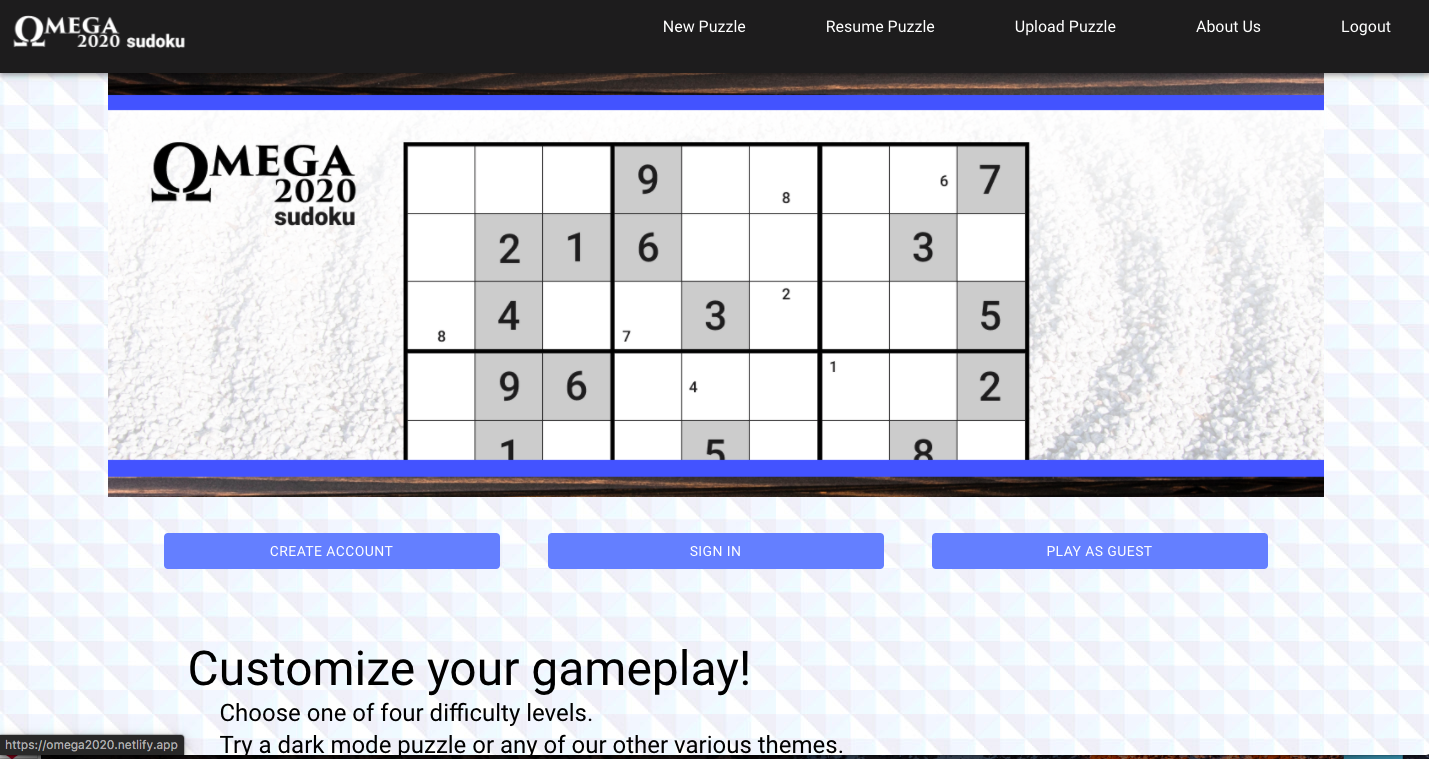 ΩMEGA
2020 sudoku
New Puzzle Resume Puzzle Upload Puzzle About Us Logout
ΩMEGA
2020
sudoku
9 8 6 7
2 1 6 3
8 4 7 3 2 5
9 6 4 1 2
1 5 8
CREATE ACCOUNT SIGN IN PLAY AS GUEST
Customize your gameplay!
Choose one of four difficulty levels.
Try a dark mode puzzle or any of our other various themes.
https://omega2020.netlify.app